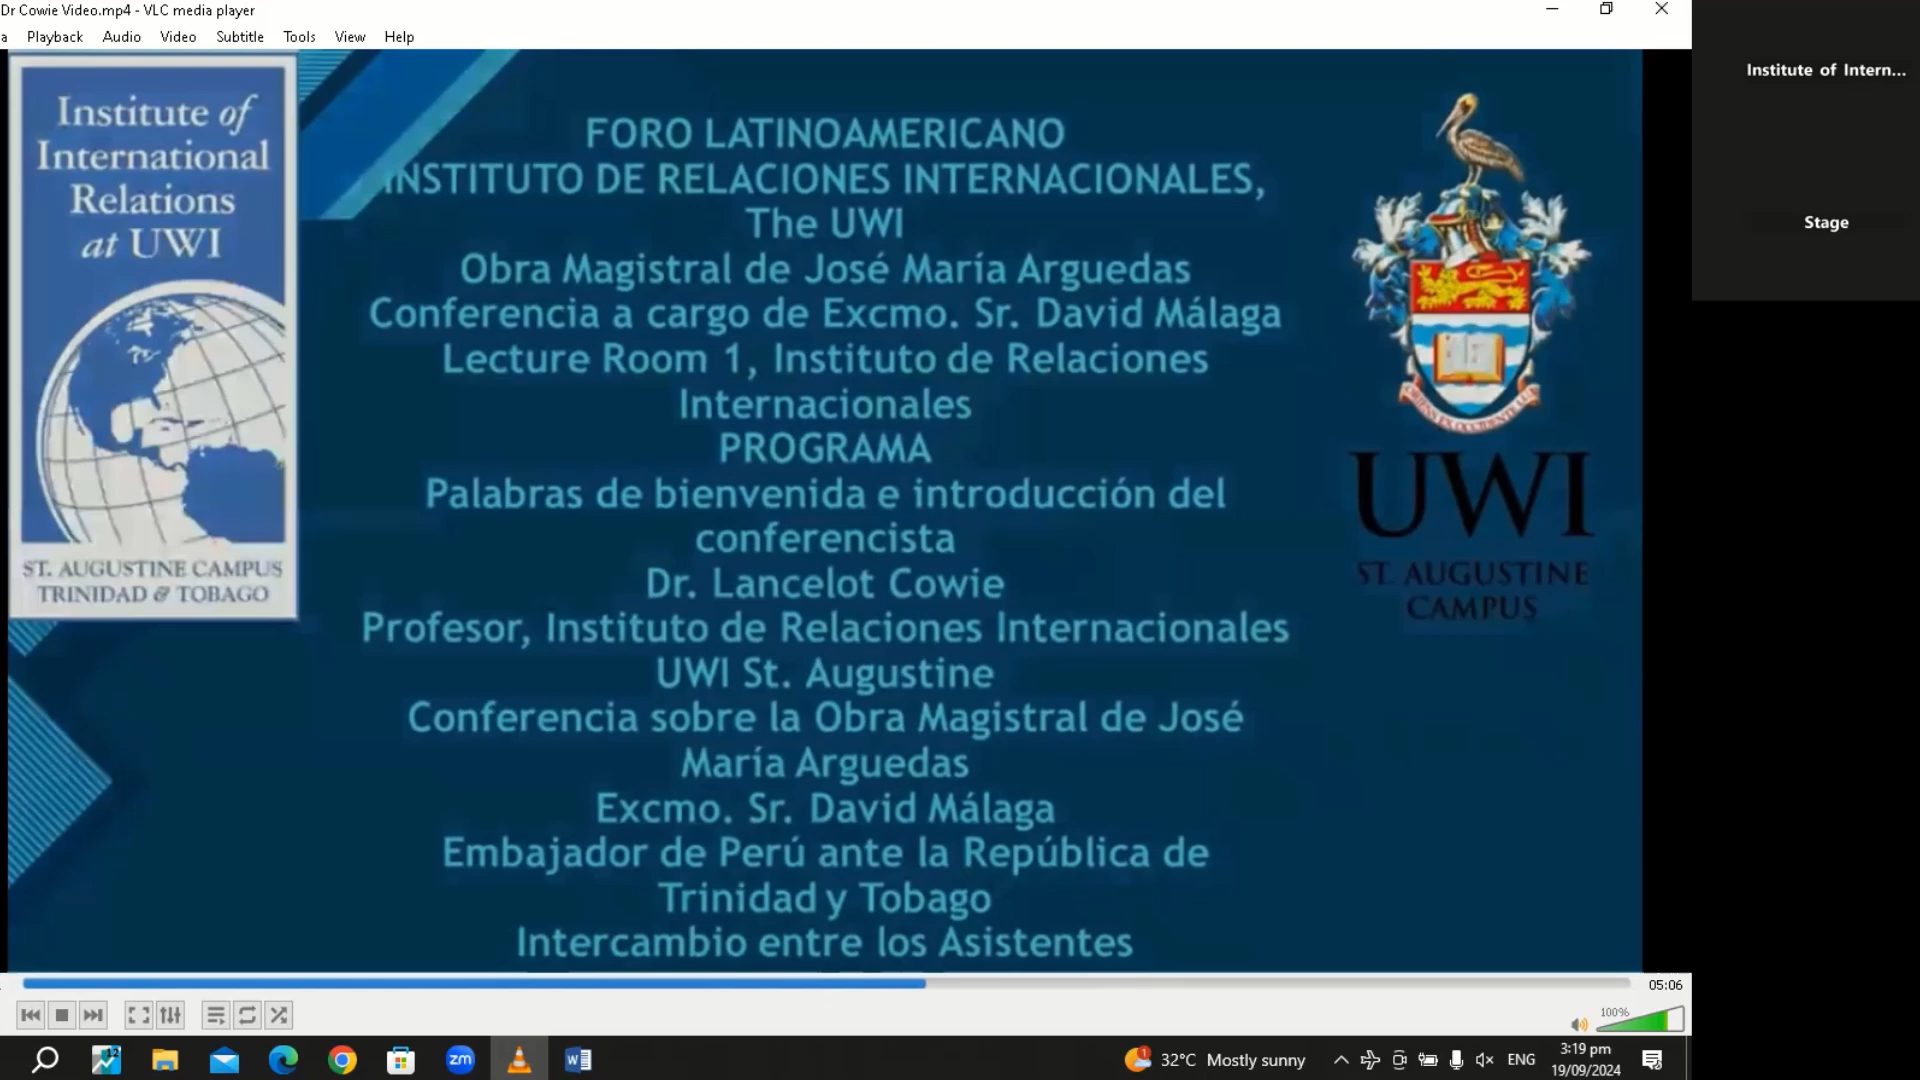 Dr Cowie Video.mp4 - VLC media player
a Playback Audio Video Subtitle Tools View Help
Institute of
International
Relations
at UWI
ST. AUGUSTINE CAMPUS
TRINIDAD & TOBAGO
FORO LATINOAMERICANO
INSTITUTO DE RELACIONES INTERNACIONALES,
The UWI
Obra Magistral de José María Arguedas
Conferencia a cargo de Excmo. Sr. David Málaga
Lecture Room 1, Instituto de Relaciones
Internacionales
PROGRAMA
Palabras de bienvenida e introducción del
conferencista
Dr. Lancelot Cowie
Profesor, Instituto de Relaciones Internacionales
UWI St. Augustine
Conferencia sobre la Obra Magistral de José
María Arguedas
Excmo. Sr. David Málaga
Embajador de Perú ante la República de
Trinidad y Tobago
Intercambio entre los Asistentes
UWI
ST. AUGUSTINE
CAMPUS
Institute of Intern...
Stage
05:06
100%
12
zm
W
1
32°C Mostly sunny
ENG
3:19 pm
19/09/2024